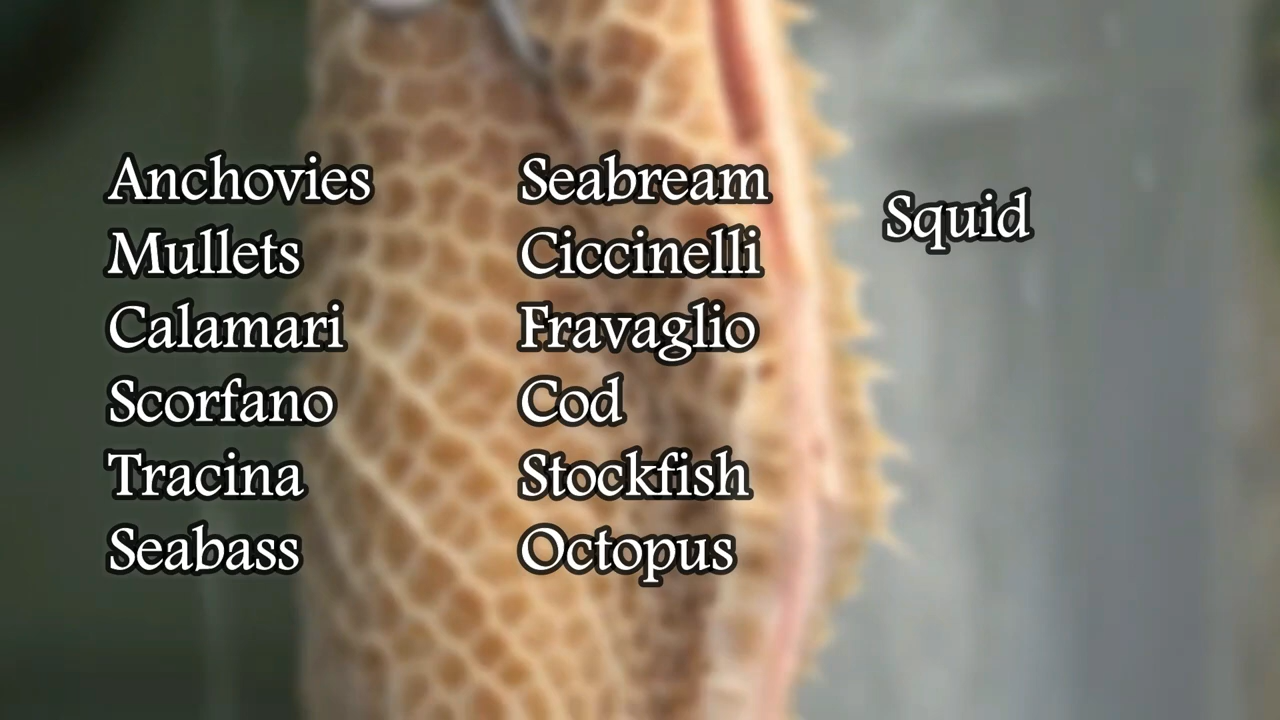 Anchovies
Mullets
Calamari
Scorfano
Tracina
Seabass
Seabream
Ciccinelli
Fravaglio
Cod
Stockfish
Octopus
Squid